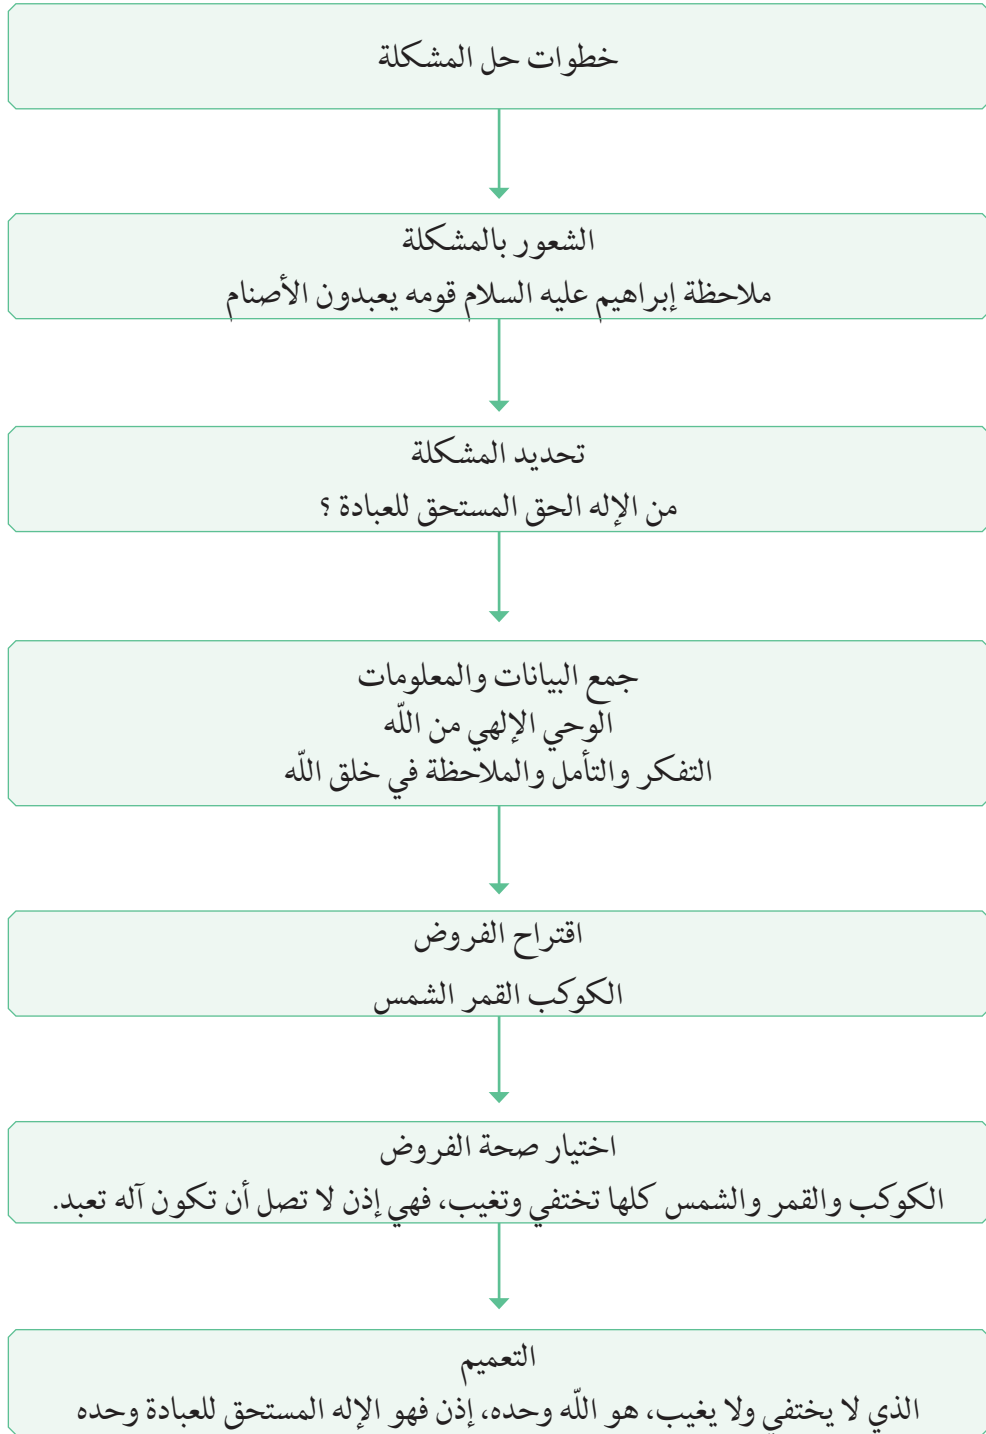 خطوات حل المشكلة
الشعور بالمشكلة
ملاحظة إبراهيم عليه السلام قومه يعبدون الأصنام
تحديد المشكلة
من الإله الحق المستحق للعبادة ؟
جمع البيانات والمعلومات
الوحي الإلهي من اللّه
التفكر والتأمل والملاحظة في خلق اللّه
اقتراح الفروض
الكوكب القمر الشمس
اختيار صحة الفروض
الكوكب والقمر والشمس كلها تختفي وتغيب، فهي إذن لا تصل أن تكون آله تعبد.
التعميم
الذي لا يختفي ولا يغيب، هو اللّه وحده، إذن فهو الإله المستحق للعبادة وحده